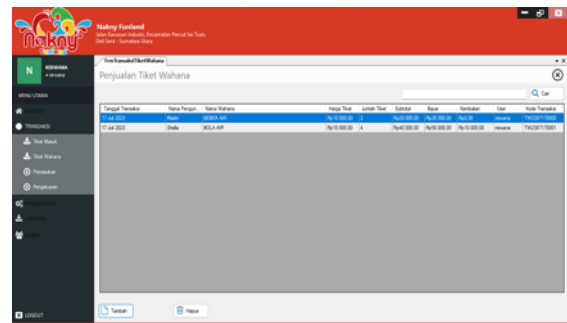 Nakny
Nakny Funland
Jalan Kawasan Industri, Kecamatan Percut Sei Tuan,
Deli Serd - Sumatera Utara
N
NIRWANA
nirwana
FrmTransaksiTiketWahana
Penjualan Tiket Wahana
MENU UTAMA
Cari
Tanggal Transaksi Nama Pengun... Nama Wahana Harga Tiket Jumlah Tiket Subtotal Bayar Kembalian User Kode Transaksi
17 Juli 2023 BEBEK AIR Rp10.000,00 2 Rp20.000,00 Rp20.000,00 Rp0,00 nirwana TW2307170000
17 Juli 2023 Sheila BOLA AIR Rp10.000,00 4 Rp40.000,00 Rp50.000,00 Rp10.000,00 nirwana TW2307170001
TRANSAKSI
Tiket Masuk
Tiket Wahana
Pemasukan
Pengeluaran
Tambah
Hapus
LOGOUT